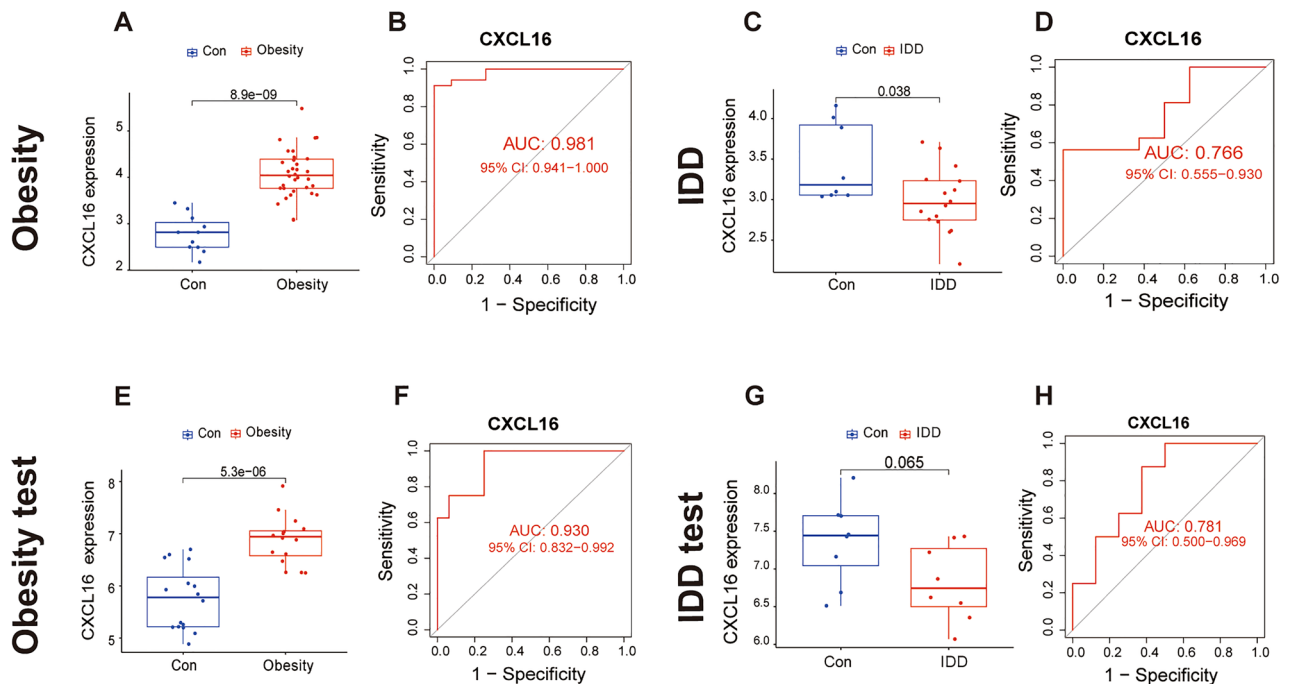 A
B
C
D
Obesity
Con Obesity
8.9e−09
CXCL16 expression
5
4
3
2
Con Obesity
CXCL16
Sensitivity
1.0
0.8
0.6
0.4
0.2
0.0
AUC: 0.981
95% CI: 0.941−1.000
0.0 0.2 0.4 0.6 0.8 1.0
1 − Specificity
IDD
Con IDD
0.038
CXCL16 expression
4.0
3.5
3.0
2.5
Con IDD
CXCL16
Sensitivity
1.0
0.8
0.6
0.4
0.2
0.0
AUC: 0.766
95% CI: 0.555−0.930
0.0 0.2 0.4 0.6 0.8 1.0
1 − Specificity
E
F
G
H
Obesity test
Con Obesity
5.3e−06
CXCL16 expression
8
7
6
5
Con Obesity
CXCL16
Sensitivity
1.0
0.8
0.6
0.4
0.2
0.0
AUC: 0.930
95% CI: 0.832−0.992
0.0 0.2 0.4 0.6 0.8 1.0
1 − Specificity
IDD test
Con IDD
0.065
CXCL16 expression
8.0
7.5
7.0
6.5
6.0
Con IDD
CXCL16
Sensitivity
1.0
0.8
0.6
0.4
0.2
0.0
AUC: 0.781
95% CI: 0.500−0.969
0.0 0.2 0.4 0.6 0.8 1.0
1 − Specificity